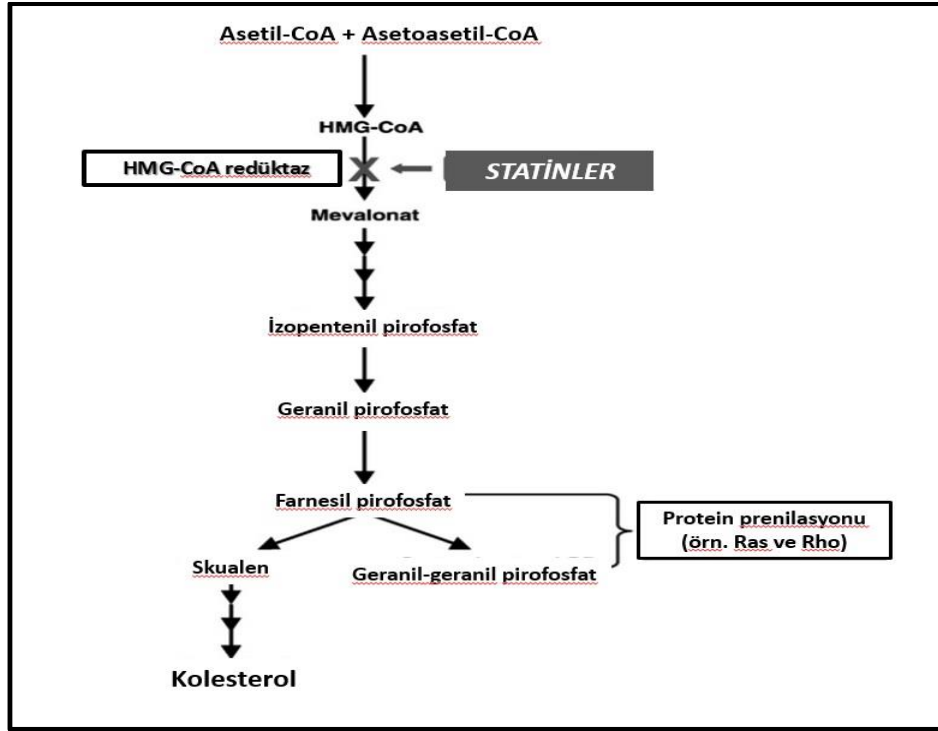 Asetil-CoA + Asetoasetil-CoA
HMG-CoA
HMG-CoA redüktaz
STATİNLER
Mevalonat
İzopentenil pirofosfat
Geranil pirofosfat
Farnesil pirofosfat
Protein prenilasyonu
(örn. Ras ve Rho)
Skualen
Geranil-geranil pirofosfat
Kolesterol